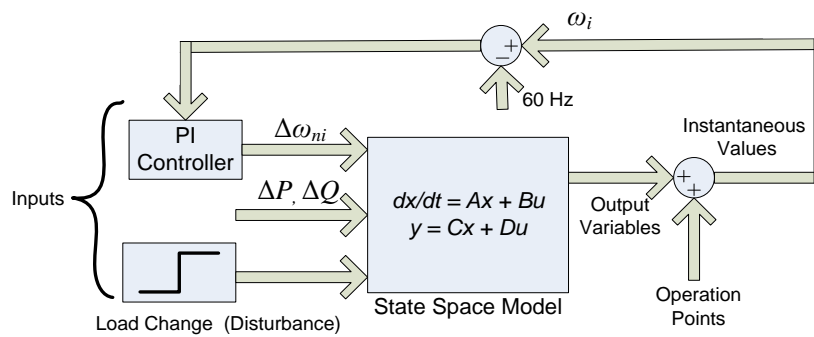 ωᵢ
+
−
60 Hz
PI
Controller
Δωₙᵢ
Instantaneous
Values
Inputs
ΔP, ΔQ
dx/dt = Ax + Bu
y = Cx + Du
+
+
Output
Variables
State Space Model
Operation
Points
Load Change (Disturbance)